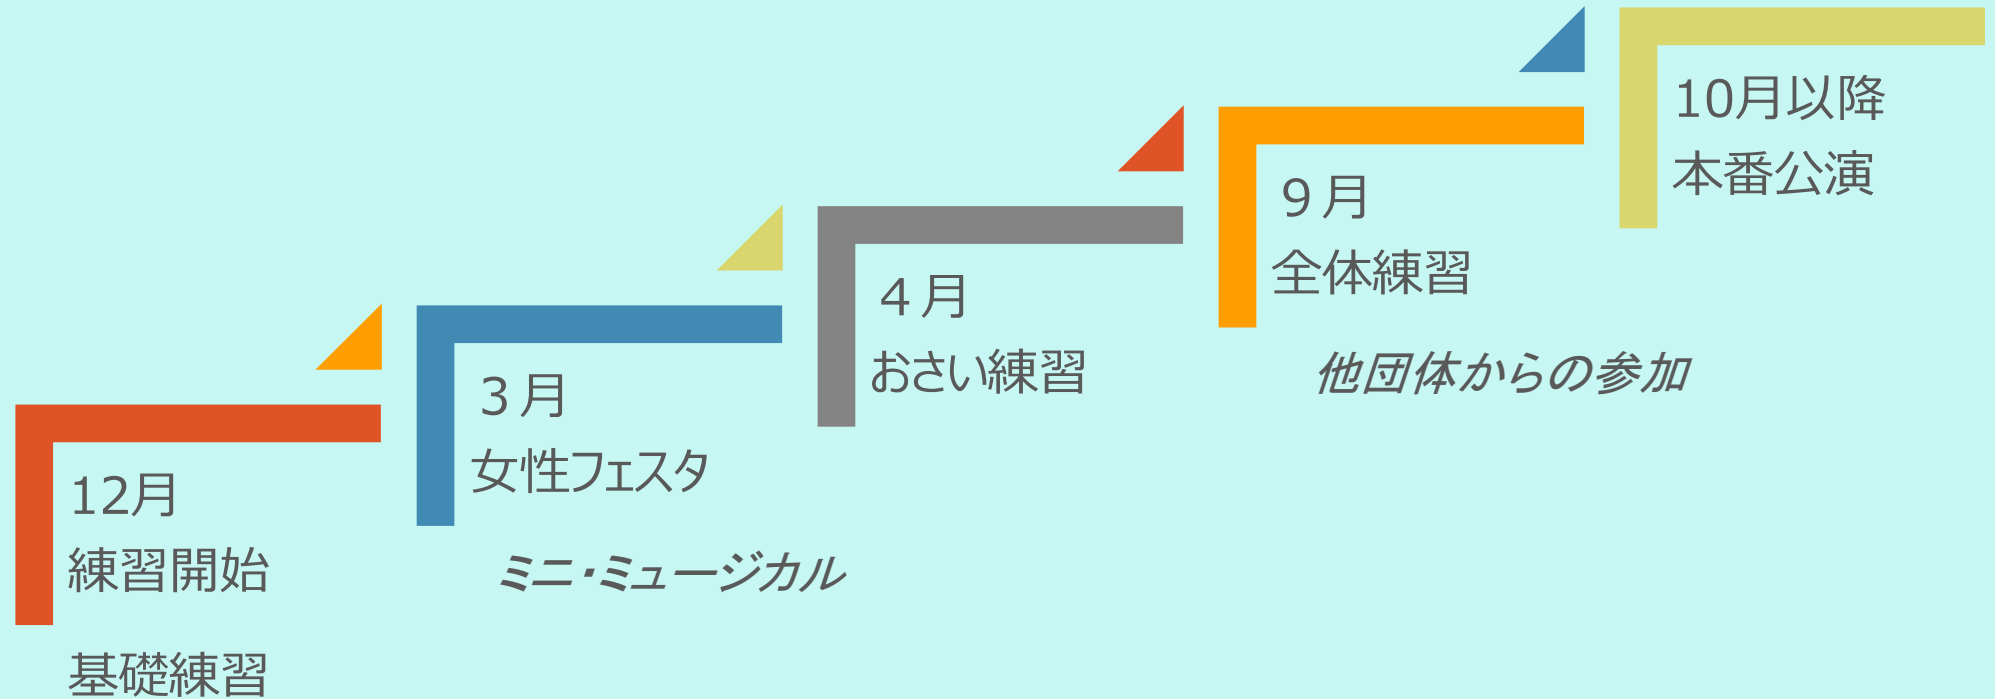 12月
練習開始
基礎練習
３月
女性フェスタ
ミニ・ミュージカル
４月
おさい練習
９月
全体練習
他団体からの参加
10月以降
本番公演